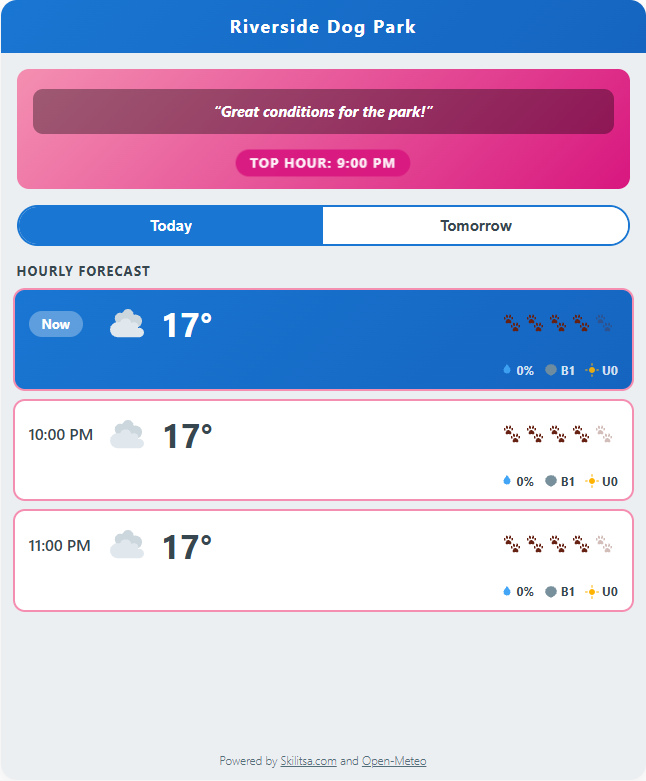 Riverside Dog Park
“Great conditions for the park!”
TOP HOUR: 9:00 PM
Today Tomorrow
HOURLY FORECAST
Now 17°
0% B1 U0
10:00 PM 17°
0% B1 U0
11:00 PM 17°
0% B1 U0
Powered by Skilitsa.com and Open-Meteo